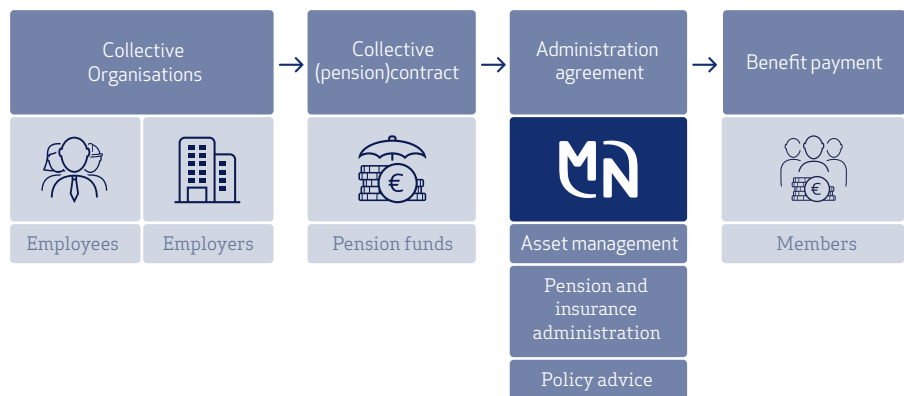 Collective
Organisations
Collective
(pension)contract
Administration
agreement
Benefit payment
€
MN
€
Employees
Employers
Pension funds
Asset management
Members
Pension and
insurance
administration
Policy advice